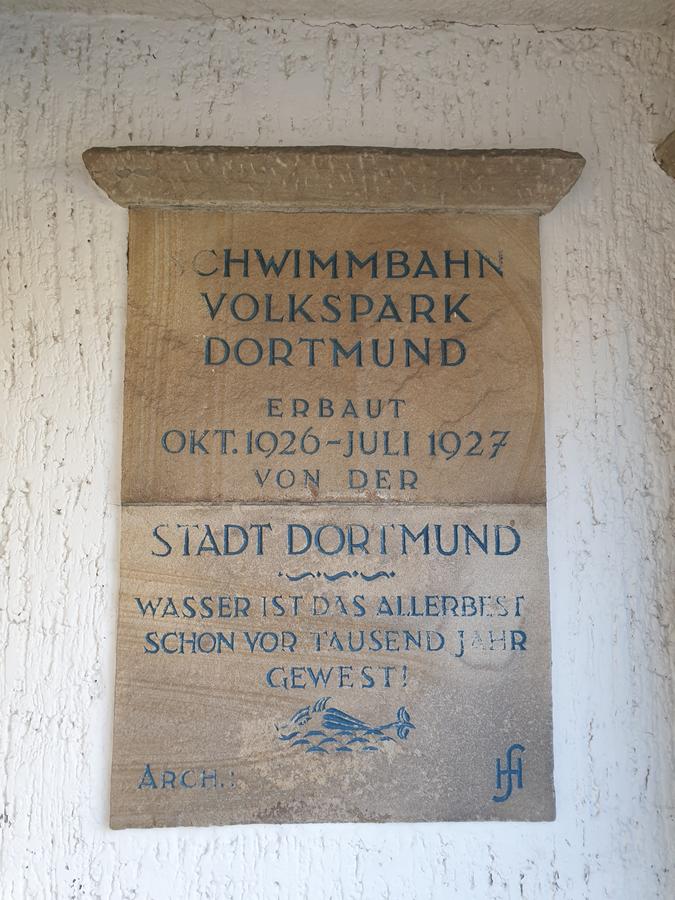 SCHWIMMBAHN
VOLKSPARK
DORTMUND
ERBAUT
OKT. 1926-JULI 1927
VON DER
STADT DORTMUND
WASSER IST DAS ALLERBEST
SCHON VOR TAUSEND JAHR
GEWEST!
ARCH.: